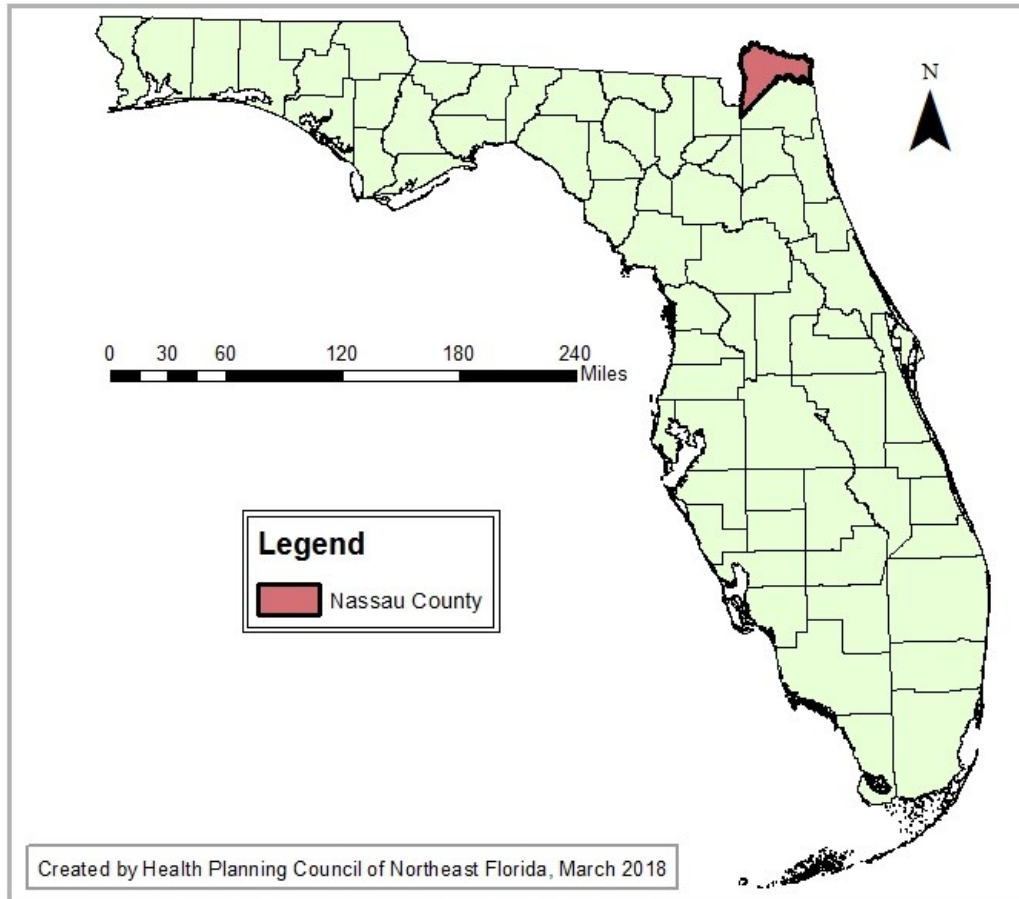 N
0 30 60 120 180 240
Miles
Legend
Nassau County
Created by Health Planning Council of Northeast Florida, March 2018